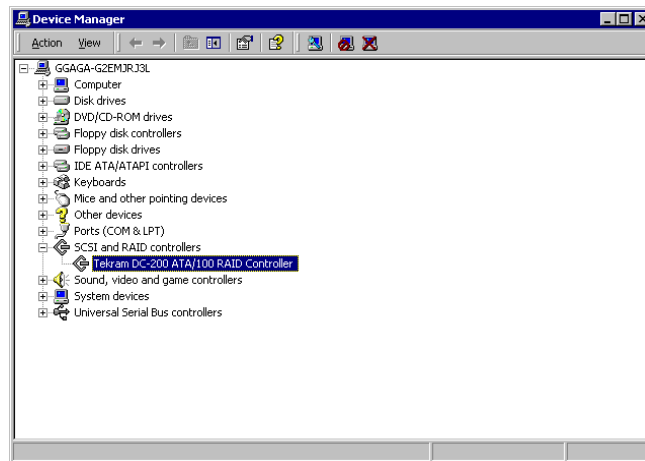 Device Manager
Action View
GGAGA-G2EMJRJ3L
Computer
Disk drives
DVD/CD-ROM drives
Floppy disk controllers
Floppy disk drives
IDE ATA/ATAPI controllers
Keyboards
Mice and other pointing devices
Other devices
Ports (COM & LPT)
SCSI and RAID controllers
Tekram DC-200 ATA/100 RAID Controller
Sound, video and game controllers
System devices
Universal Serial Bus controllers